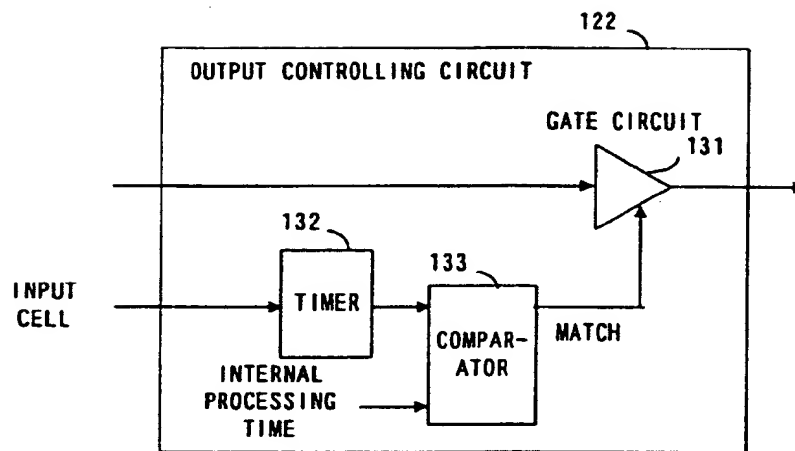 122
OUTPUT CONTROLLING CIRCUIT
GATE CIRCUIT
131
132
133
INPUT
CELL
TIMER
COMPAR-
ATOR
MATCH
INTERNAL
PROCESSING
TIME